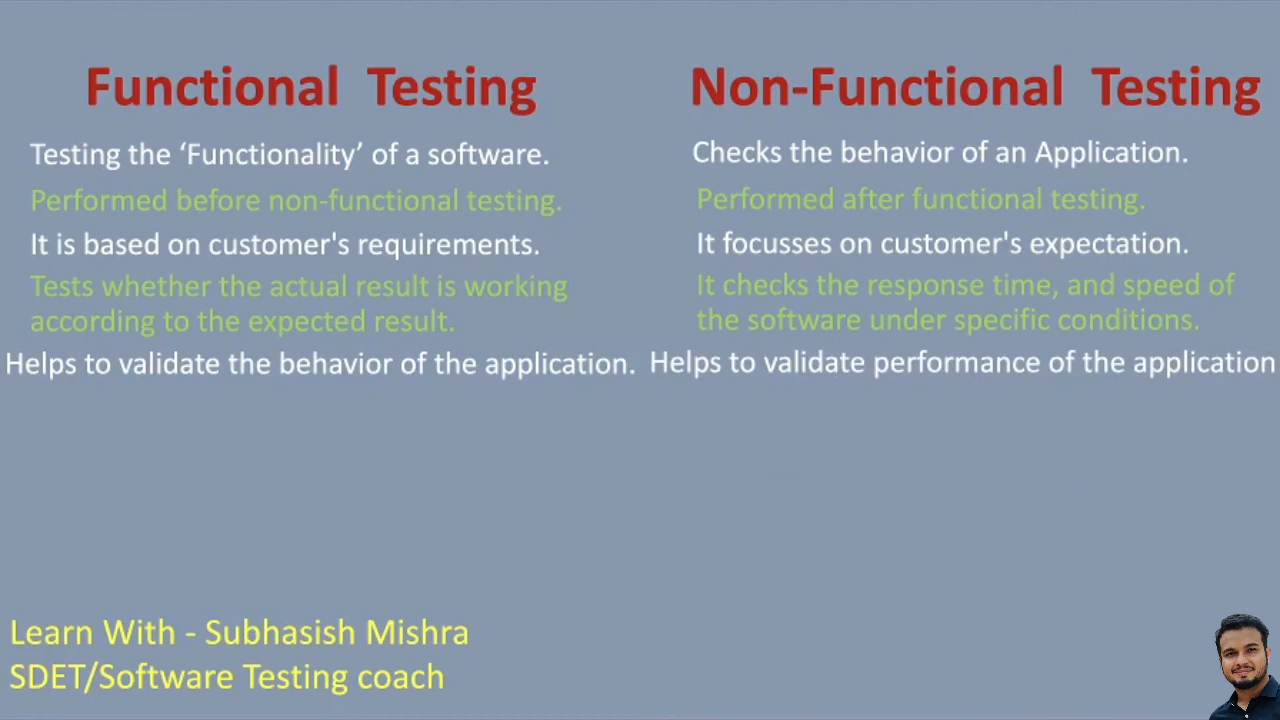 Functional Testing
Testing the ‘Functionality’ of a software.
Performed before non-functional testing.
It is based on customer's requirements.
Tests whether the actual result is working
according to the expected result.
Helps to validate the behavior of the application.
Non-Functional Testing
Checks the behavior of an Application.
Performed after functional testing.
It focusses on customer's expectation.
It checks the response time, and speed of
the software under specific conditions.
Helps to validate performance of the application
Learn With - Subhasish Mishra
SDET/Software Testing coach